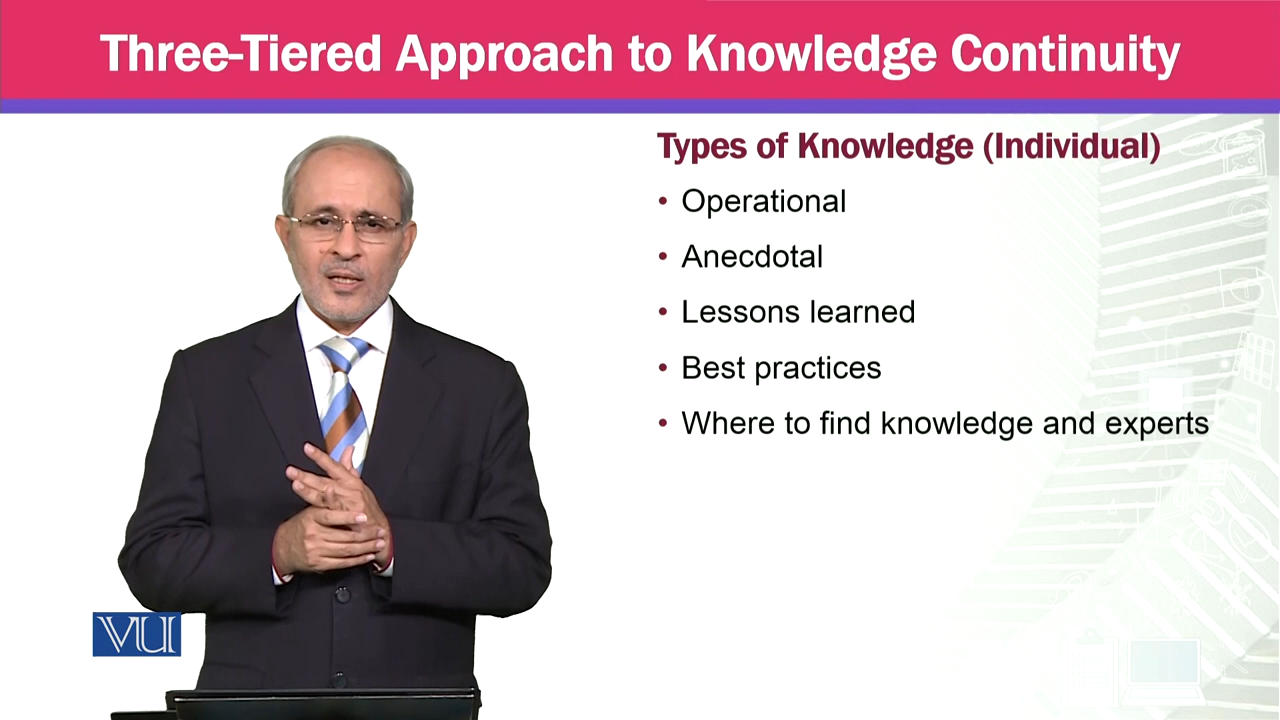 Three-Tiered Approach to Knowledge Continuity
Types of Knowledge (Individual)
• Operational
• Anecdotal
• Lessons learned
• Best practices
• Where to find knowledge and experts
VU